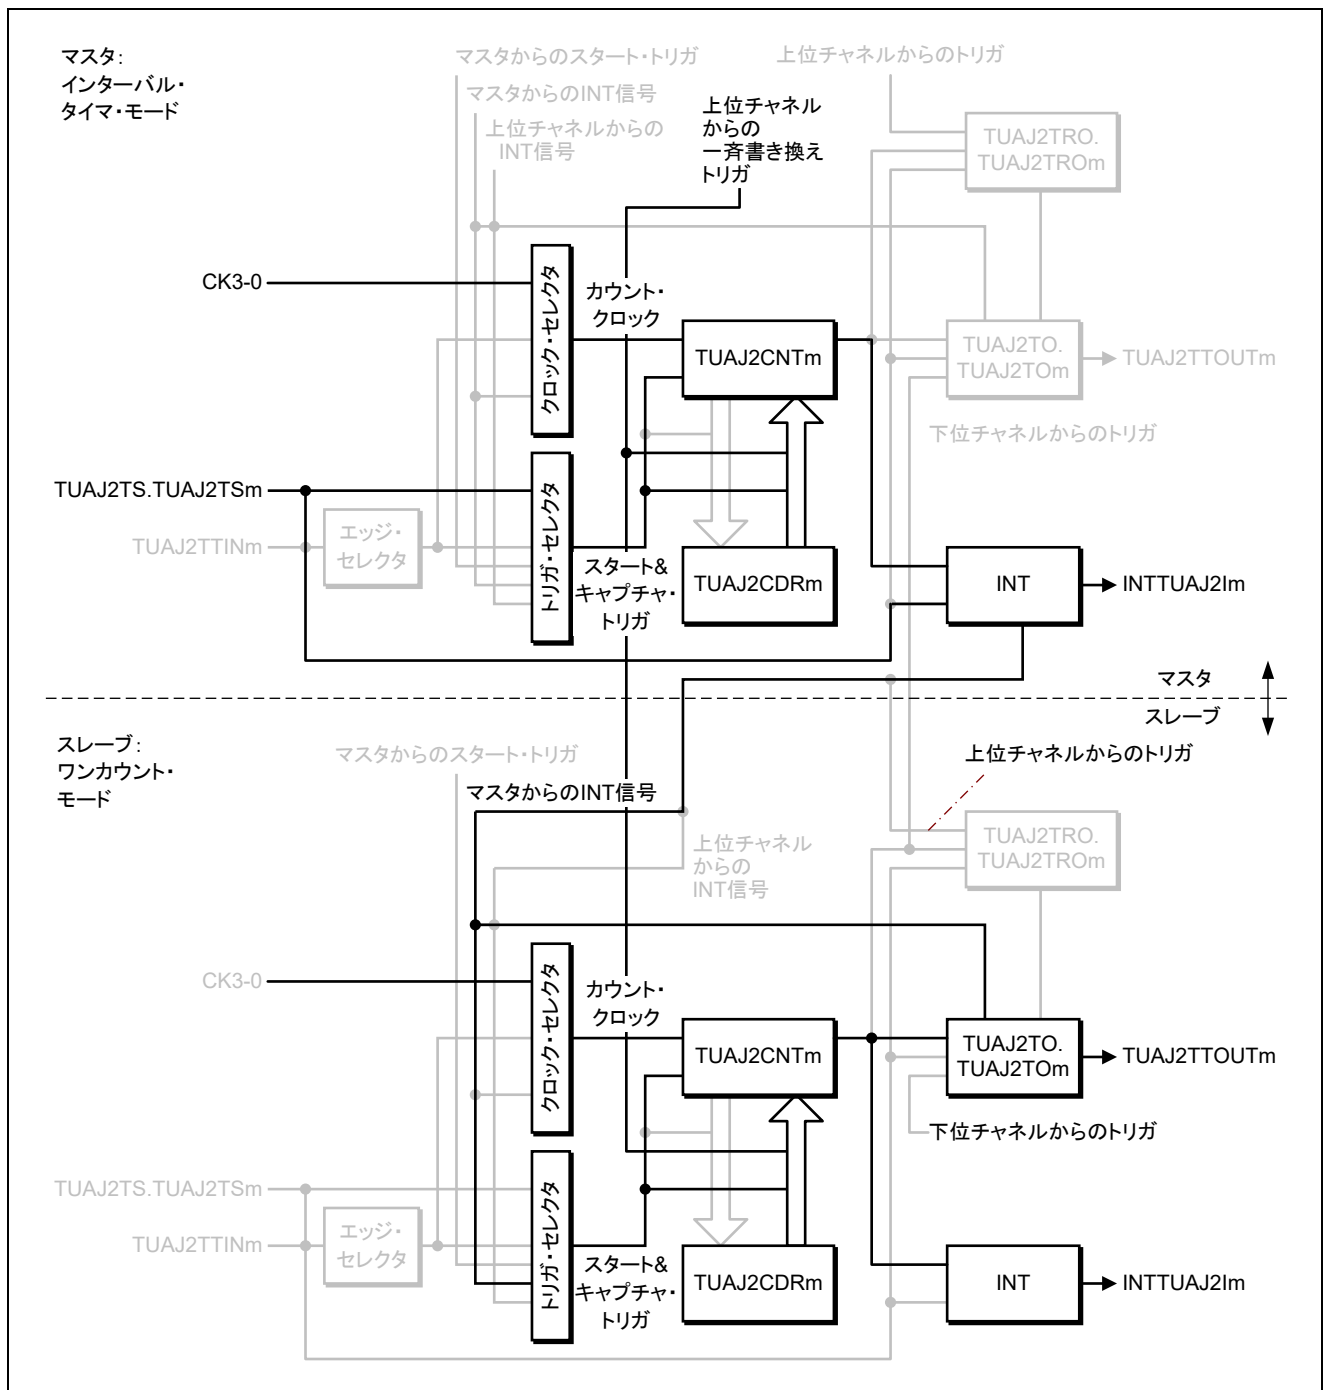 マスタ：
インターバル・
タイマ・モード
マスタからのスタート・トリガ
マスタからのINT信号
上位チャネルからの
INT信号
上位チャネル
からの
一斉書き換え
トリガ
上位チャネルからのトリガ
TUAJ2TRO.
TUAJ2TROm
CK3-0
クロック・セレクタ
カウント・
クロック
TUAJ2CNTm
TUAJ2TO.
TUAJ2TOm
TUAJ2TTOUTm
下位チャネルからのトリガ
TUAJ2TS.TUAJ2TSm
TUAJ2TTINm
エッジ・
セレクタ
トリガ・セレクタ
スタート&
キャプチャ・
トリガ
TUAJ2CDRm
INT
INTTUAJ2Im
マスタ
スレーブ
スレーブ：
ワンカウント・
モード
マスタからのスタート・トリガ
マスタからのINT信号
上位チャネル
からの
INT信号
上位チャネルからのトリガ
TUAJ2TRO.
TUAJ2TROm
CK3-0
クロック・セレクタ
カウント・
クロック
TUAJ2CNTm
TUAJ2TO.
TUAJ2TOm
TUAJ2TTOUTm
下位チャネルからのトリガ
TUAJ2TS.TUAJ2TSm
TUAJ2TTINm
エッジ・
セレクタ
トリガ・セレクタ
スタート&
キャプチャ・
トリガ
TUAJ2CDRm
INT
INTTUAJ2Im